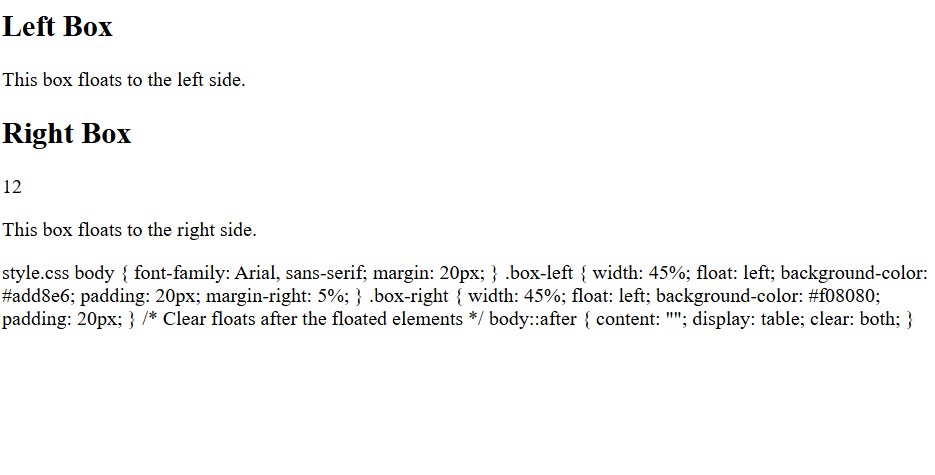 Left Box
This box floats to the left side.
Right Box
12
This box floats to the right side.
style.css body { font-family: Arial, sans-serif; margin: 20px; } .box-left { width: 45%; float: left; background-color:
#add8e6; padding: 20px; margin-right: 5%; } .box-right { width: 45%; float: left; background-color: #f08080;
padding: 20px; } /* Clear floats after the floated elements */ body::after { content: ""; display: table; clear: both; }